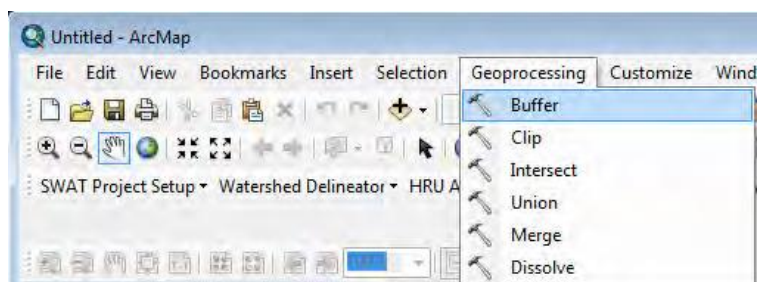 Untitled - ArcMap
File Edit View Bookmarks Insert Selection Geoprocessing Customize Wind
Buffer
Clip
Intersect
SWAT Project Setup Watershed Delineator HRU A
Union
Merge
Dissolve